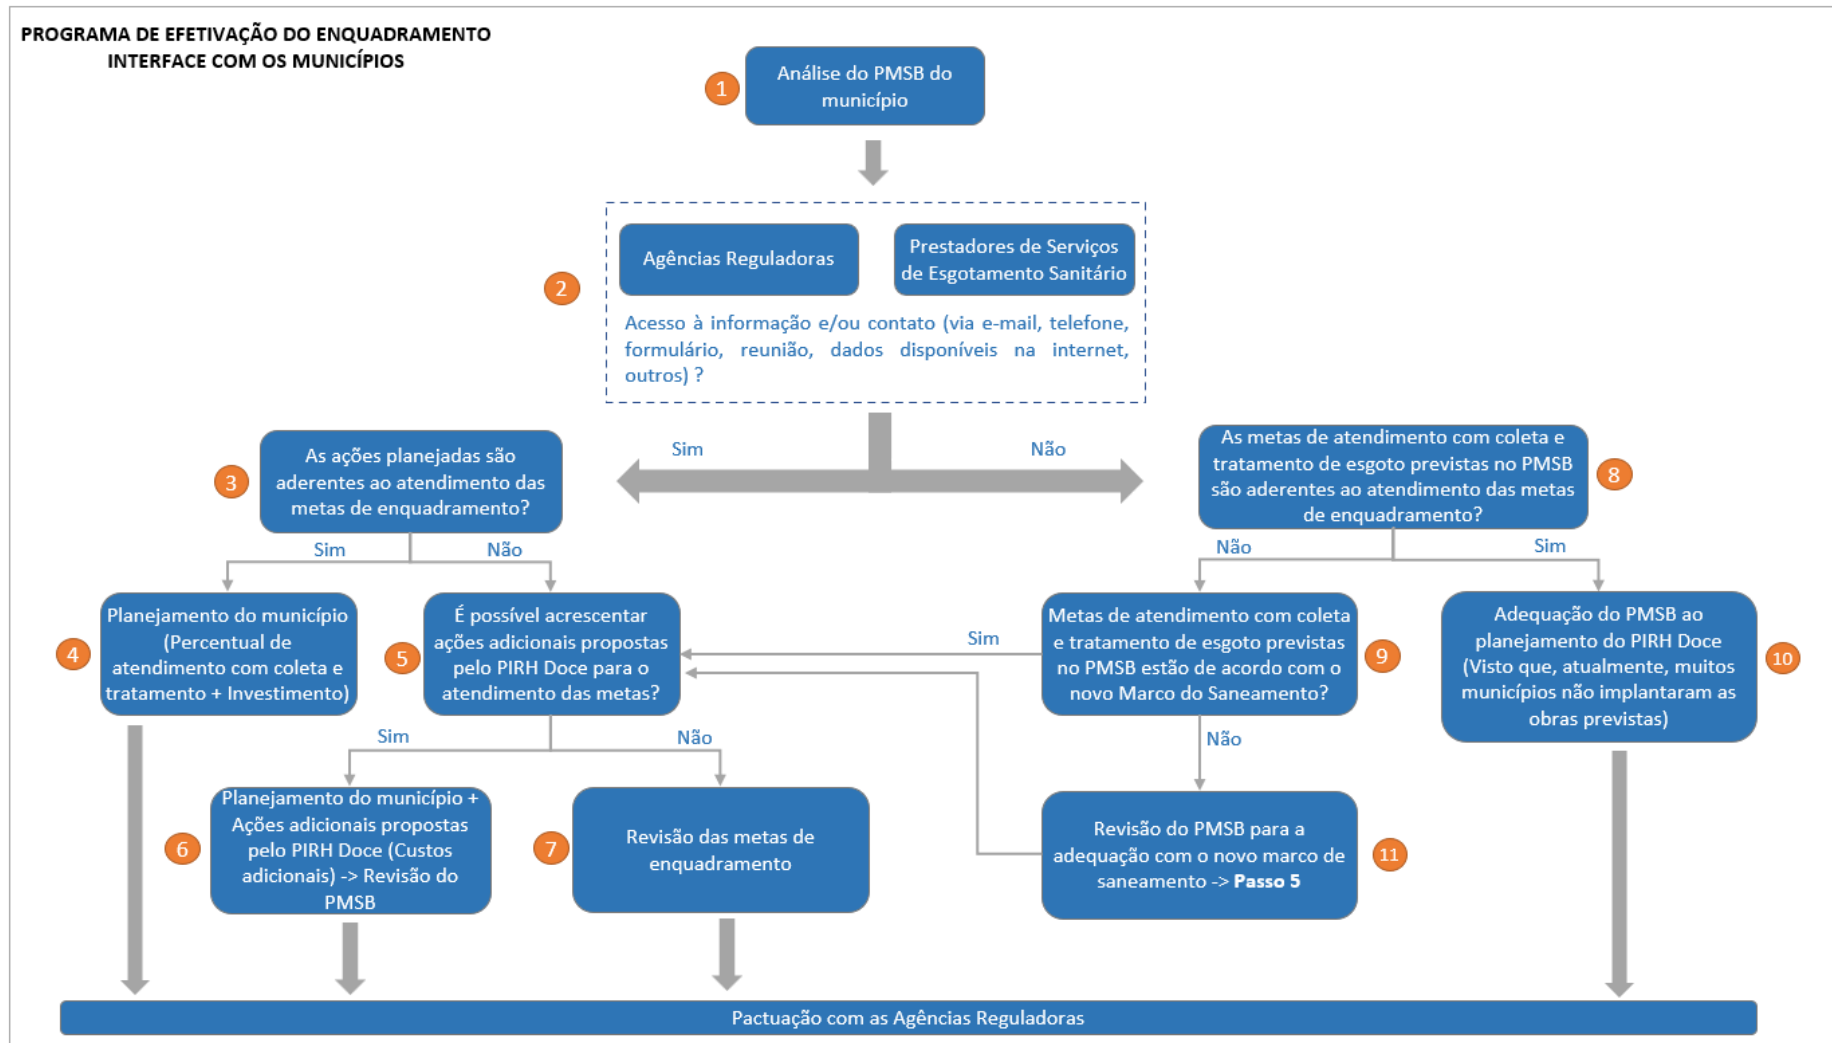 PROGRAMA DE EFETIVAÇÃO DO ENQUADRAMENTO
INTERFACE COM OS MUNICÍPIOS
1
Análise do PMSB do
município
2
Agências Reguladoras
Prestadores de Serviços
de Esgotamento Sanitário
Acesso à informação e/ou contato (via e-mail, telefone,
formulário, reunião, dados disponíveis na internet,
outros) ?
Sim
Não
3
As ações planejadas são
aderentes ao atendimento das
metas de enquadramento?
As metas de atendimento com coleta e
tratamento de esgoto previstas no PMSB
são aderentes ao atendimento das metas
de enquadramento?
8
Sim
Não
Não
Sim
4
Planejamento do município
(Percentual de
atendimento com coleta e
tratamento + Investimento)
5
É possível acrescentar
ações adicionais propostas
pelo PIRH Doce para o
atendimento das metas?
Sim
Metas de atendimento com coleta
e tratamento de esgoto previstas
no PMSB estão de acordo com o
novo Marco do Saneamento?
9
Adequação do PMSB ao
planejamento do PIRH Doce
(Visto que, atualmente, muitos
municípios não implantaram as
obras previstas)
10
Sim
Não
Não
6
Planejamento do município +
Ações adicionais propostas
pelo PIRH Doce (Custos
adicionais) -> Revisão do
PMSB
7
Revisão das metas de
enquadramento
Revisão do PMSB para a
adequação com o novo marco de
saneamento -> Passo 5
11
Pactuação com as Agências Reguladoras